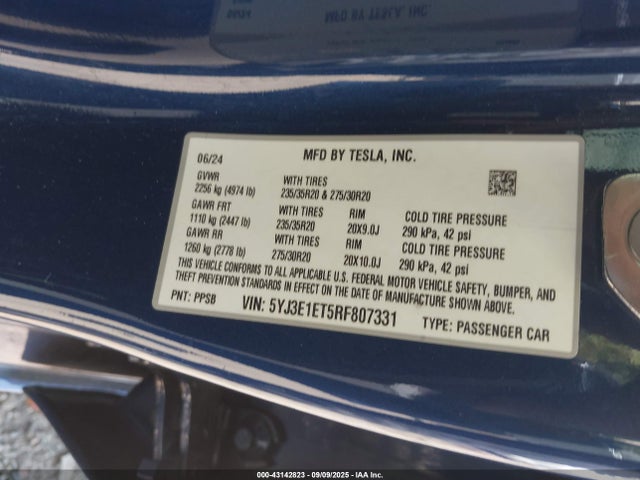 MFD BY TESLA, INC.
06/24
GVWR
2256 kg (4974 lb)
WITH TIRES
235/35R20 & 275/30R20
GAWR FRT
1110 kg (2447 lb)
WITH TIRES
235/35R20
RIM
20X9.0J
COLD TIRE PRESSURE
290 kPa, 42 psi
GAWR RR
1260 kg (2778 lb)
WITH TIRES
275/30R20
RIM
20X10.0J
COLD TIRE PRESSURE
290 kPa, 42 psi
THIS VEHICLE CONFORMS TO ALL APPLICABLE U.S. FEDERAL MOTOR VEHICLE SAFETY, BUMPER, AND
THEFT PREVENTION STANDARDS IN EFFECT ON THE DATE OF MANUFACTURE SHOWN ABOVE.
PNT: PPSB
VIN: 5YJ3E1ET5RF807331
TYPE: PASSENGER CAR
000-43142823 - 09/09/2025 - IAA Inc.